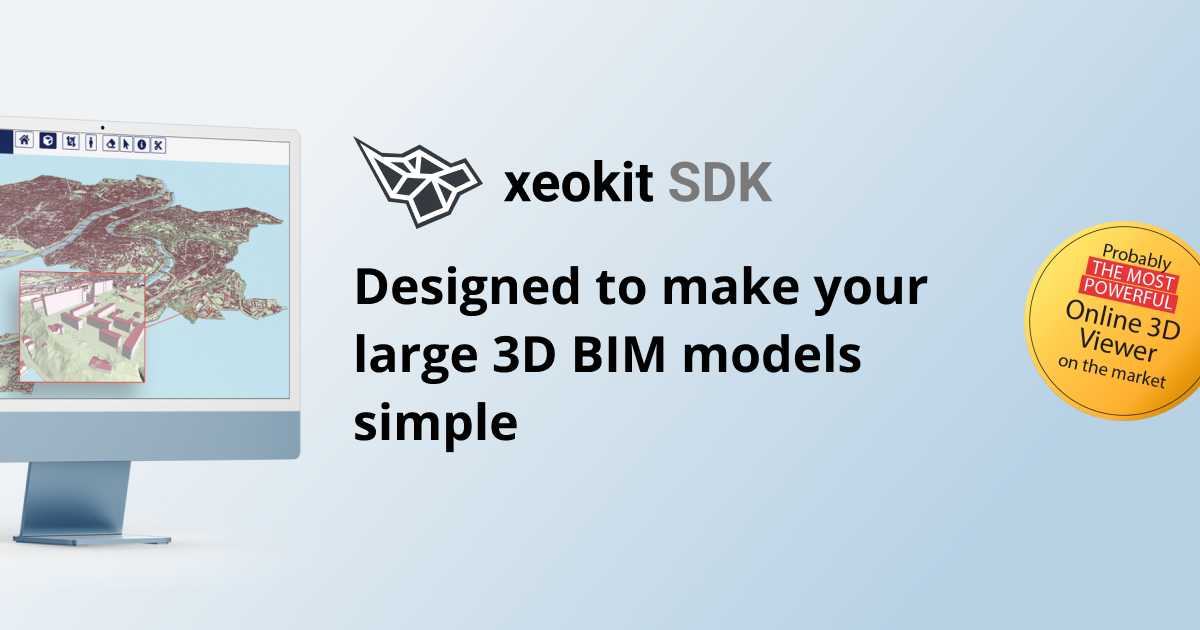 xeokit SDK
Designed to make your
large 3D BIM models
simple
Probably
THE MOST
POWERFUL
Online 3D
Viewer
on the market